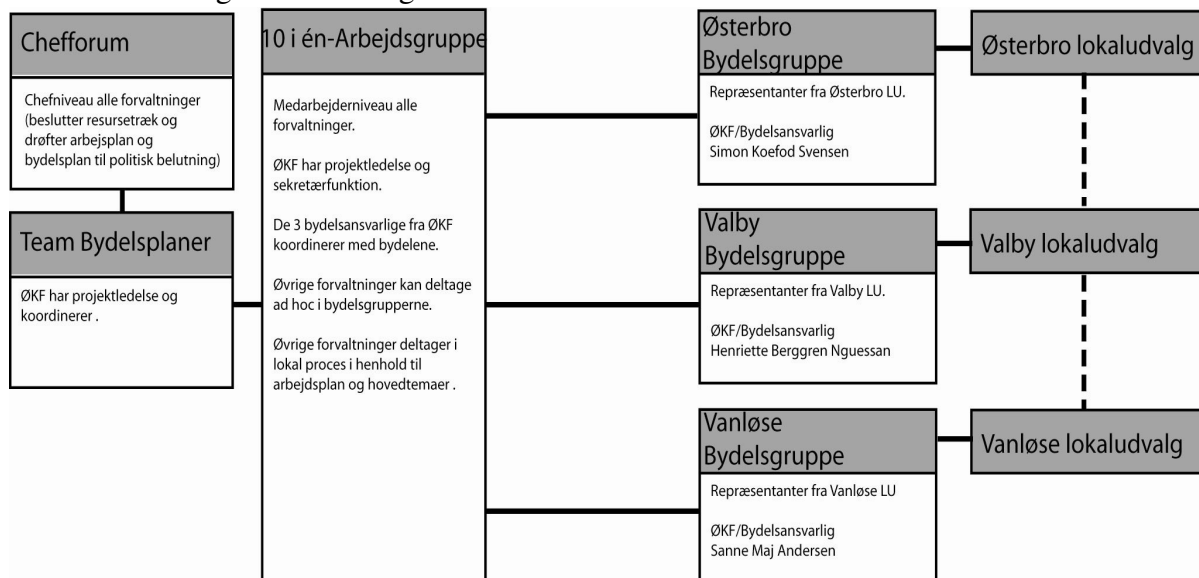 Chefforum
Chefniveau alle forvaltninger
(beslutter resursetræk og
drøfter arbejsplan og
bydelsplan til politisk belutning)
Team Bydelsplaner
ØKF har projektledelse og
koordinerer .
10 i én-Arbejdsgruppe
Medarbejderniveau alle
forvaltninger.
ØKF har projektledelse og
sekretærfunktion.
De 3 bydelsansvarlige fra ØKF
koordinerer med bydelene.
Øvrige forvaltninger kan deltage
ad hoc i bydelsgrupperne.
Øvrige forvaltninger deltager i
lokal proces i henhold til
arbejdsplan og hovedtemaer .
Østerbro
Bydelsgruppe
Repræsentanter fra Østerbro LU.
ØKF/Bydelsansvarlig
Simon Koefod Svensen
Østerbro lokaludvalg
Valby
Bydelsgruppe
Repræsentanter fra Valby LU.
ØKF/Bydelsansvarlig
Henriette Berggren Nguessan
Valby lokaludvalg
Vanløse
Bydelsgruppe
Repræsentanter fra Vanløse LU
ØKF/Bydelsansvarlig
Sanne Maj Andersen
Vanløse lokaludvalg